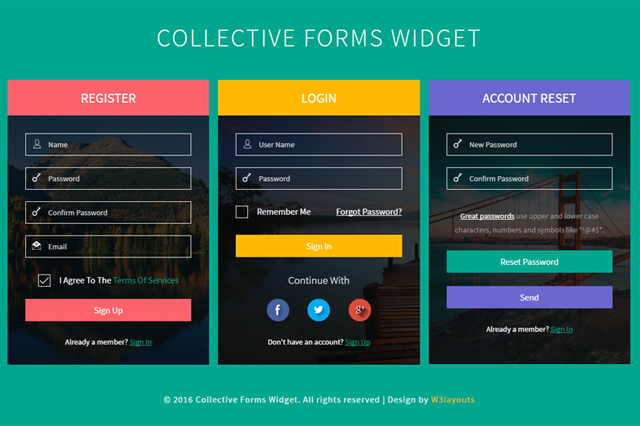 COLLECTIVE FORMS WIDGET
REGISTER
Name
Password
Confirm Password
Email
I Agree To The Terms Of Services
Sign Up
Already a member? Sign In
LOGIN
User Name
Password
Remember Me Forgot Password?
Sign In
Continue With
f g+
Don't have an account? Sign Up
ACCOUNT RESET
New Password
Confirm Password
Great passwords use upper and lower case
characters, numbers and symbols like "!@#$".
Reset Password
Send
Already a member? Sign In
© 2016 Collective Forms Widget. All rights reserved | Design by W3layouts